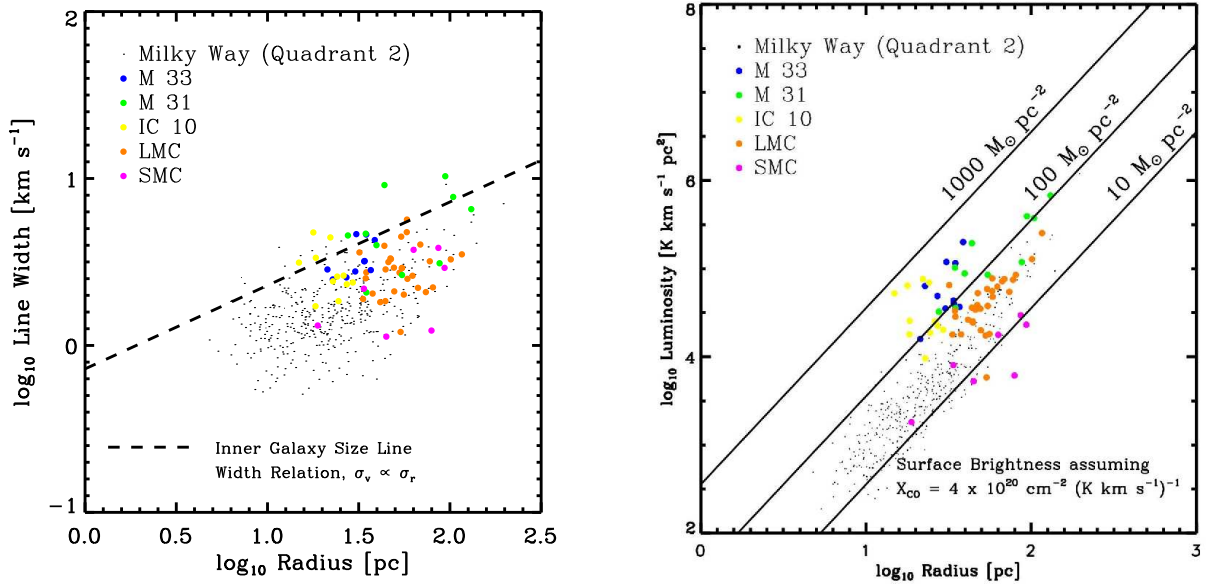 2
Milky Way (Quadrant 2)
M 33
M 31
IC 10
LMC
SMC
1
0
−1
log₁₀ Line Width [km s⁻¹]
Inner Galaxy Size Line
Width Relation, σᵥ ∝ σᵣ
0.0 0.5 1.0 1.5 2.0 2.5
log₁₀ Radius [pc]
8
Milky Way (Quadrant 2)
M 33
M 31
IC 10
LMC
SMC
1000 M⊙ pc⁻²
100 M⊙ pc⁻²
10 M⊙ pc⁻²
6
4
2
log₁₀ Luminosity [K km s⁻¹ pc²]
Surface Brightness assuming
X_CO = 4 x 10²⁰ cm⁻² (K km s⁻¹)⁻¹
0 1 2 3
log₁₀ Radius [pc]